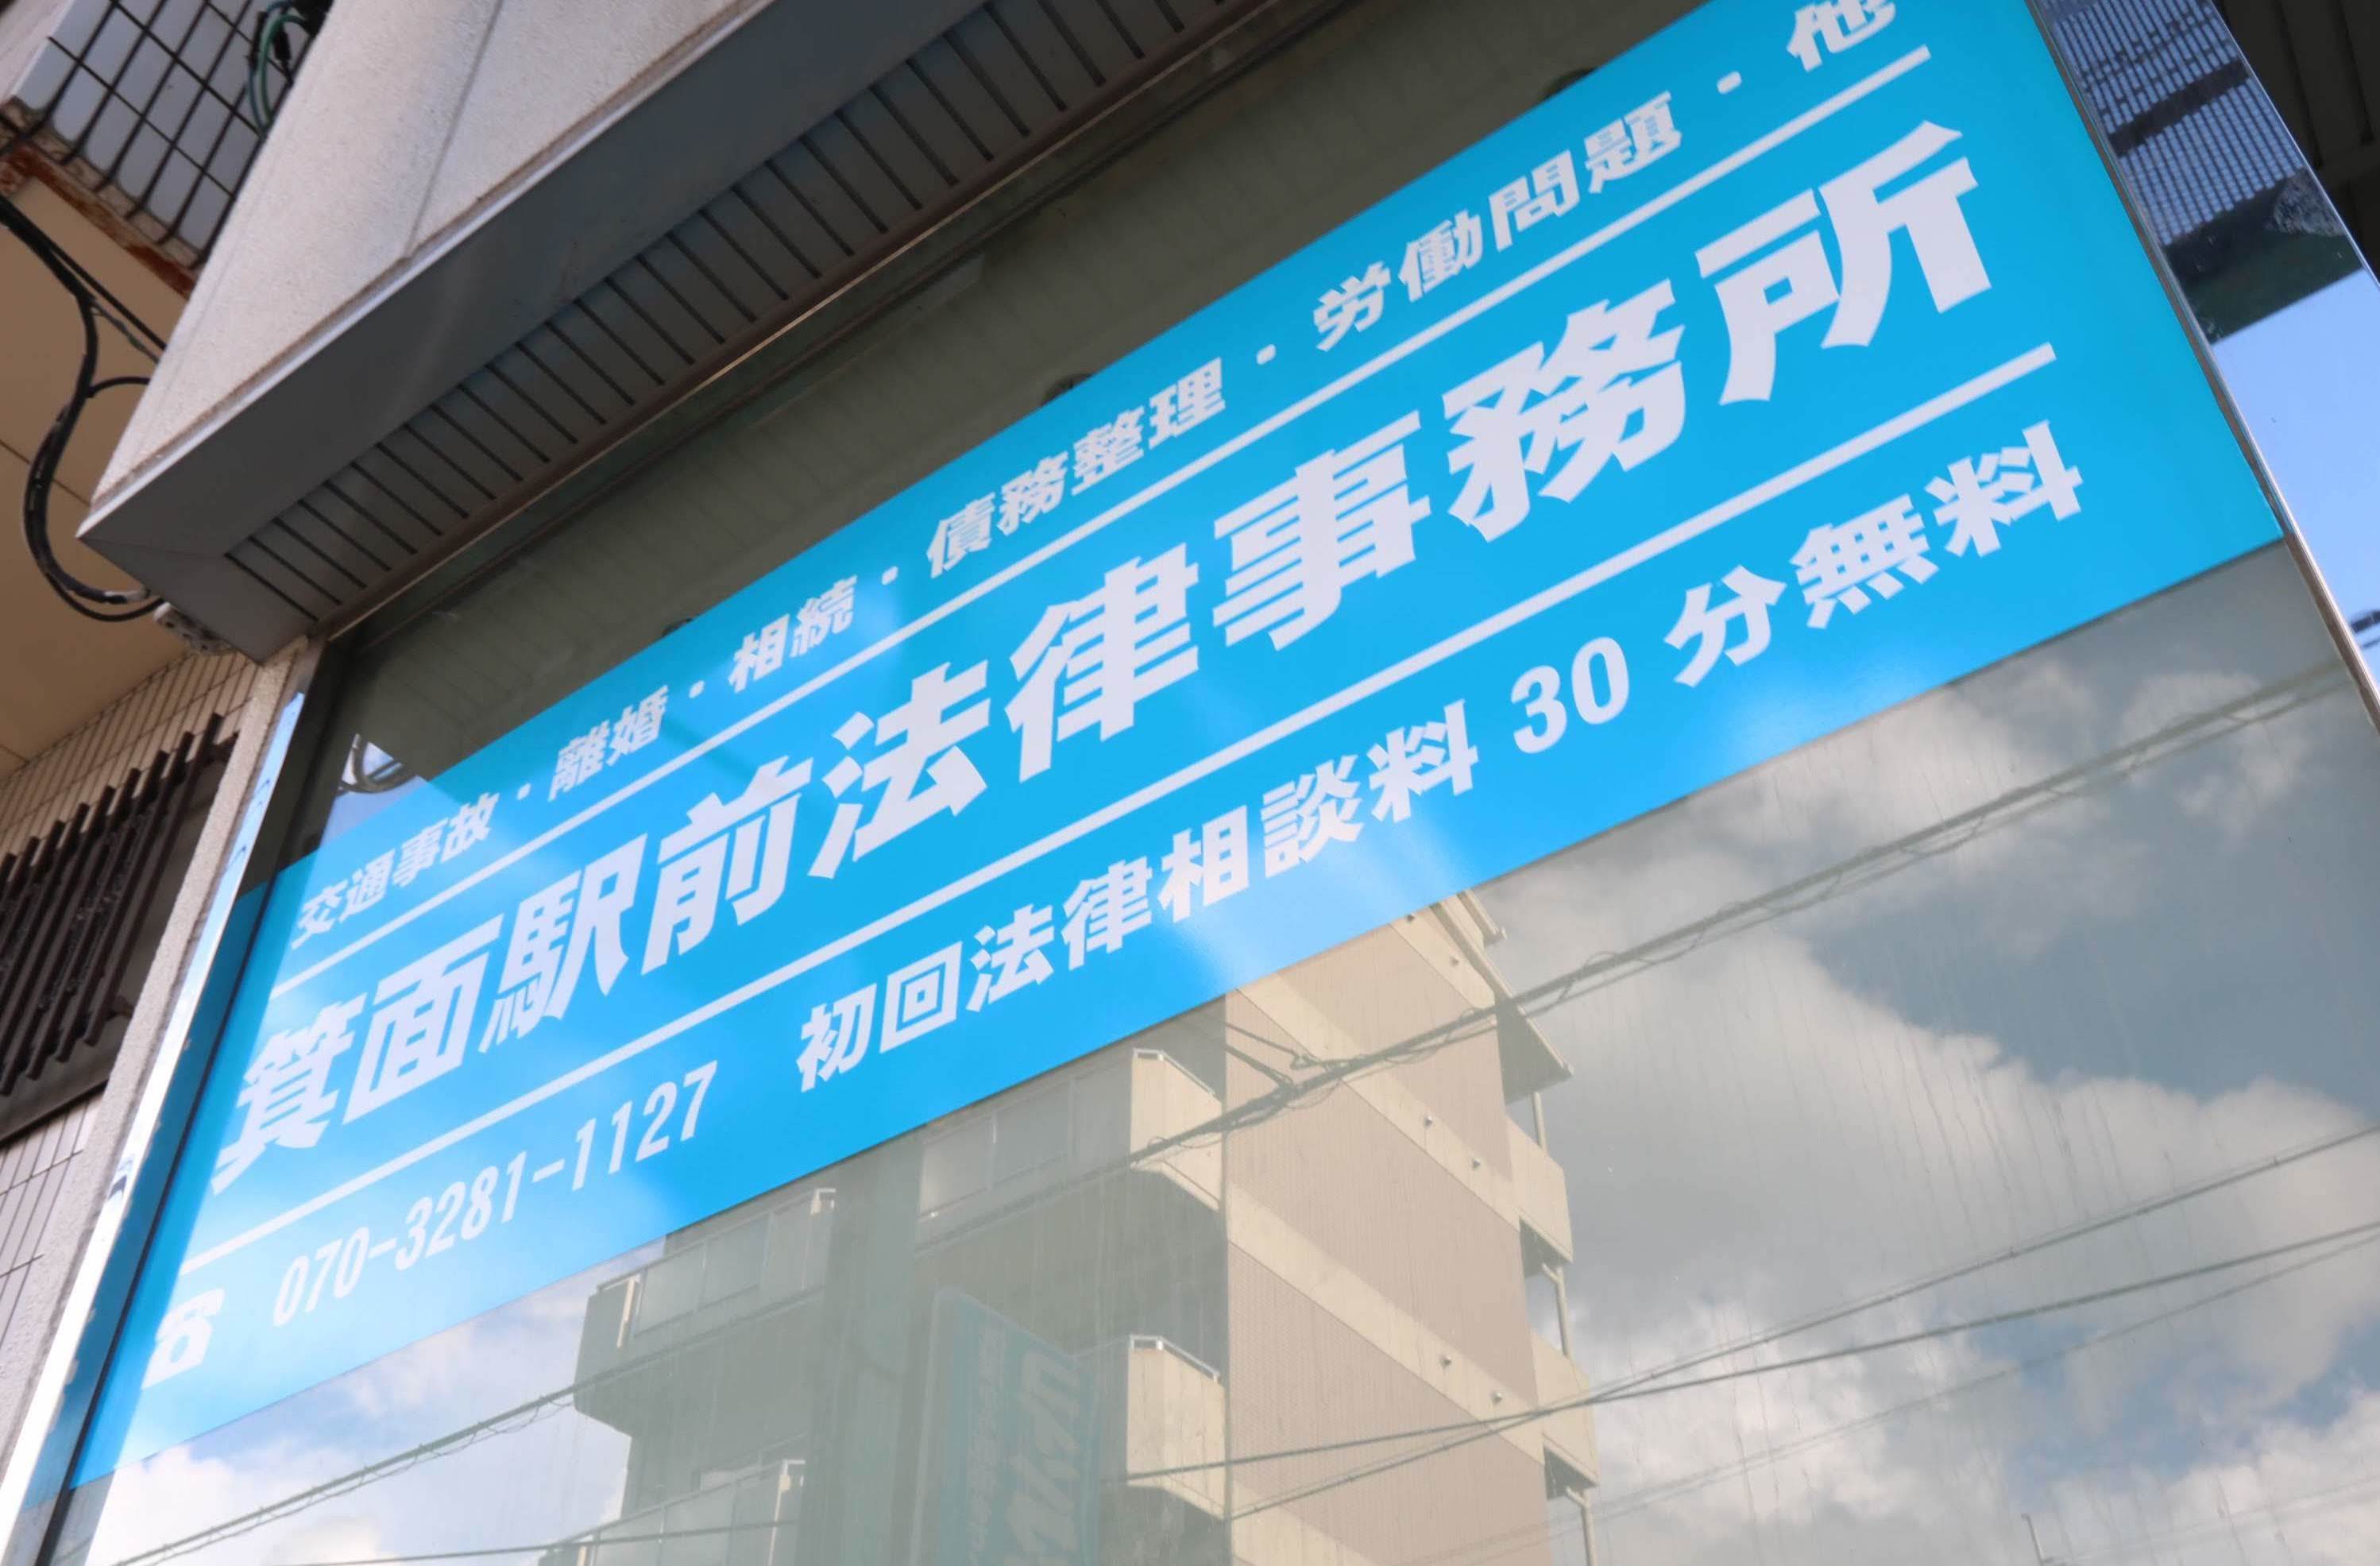 交通事故・離婚・相続・債務整理・労働問題・他
箕面駅前法律事務所
☎ 070-3281-1127 初回法律相談料 30 分無料